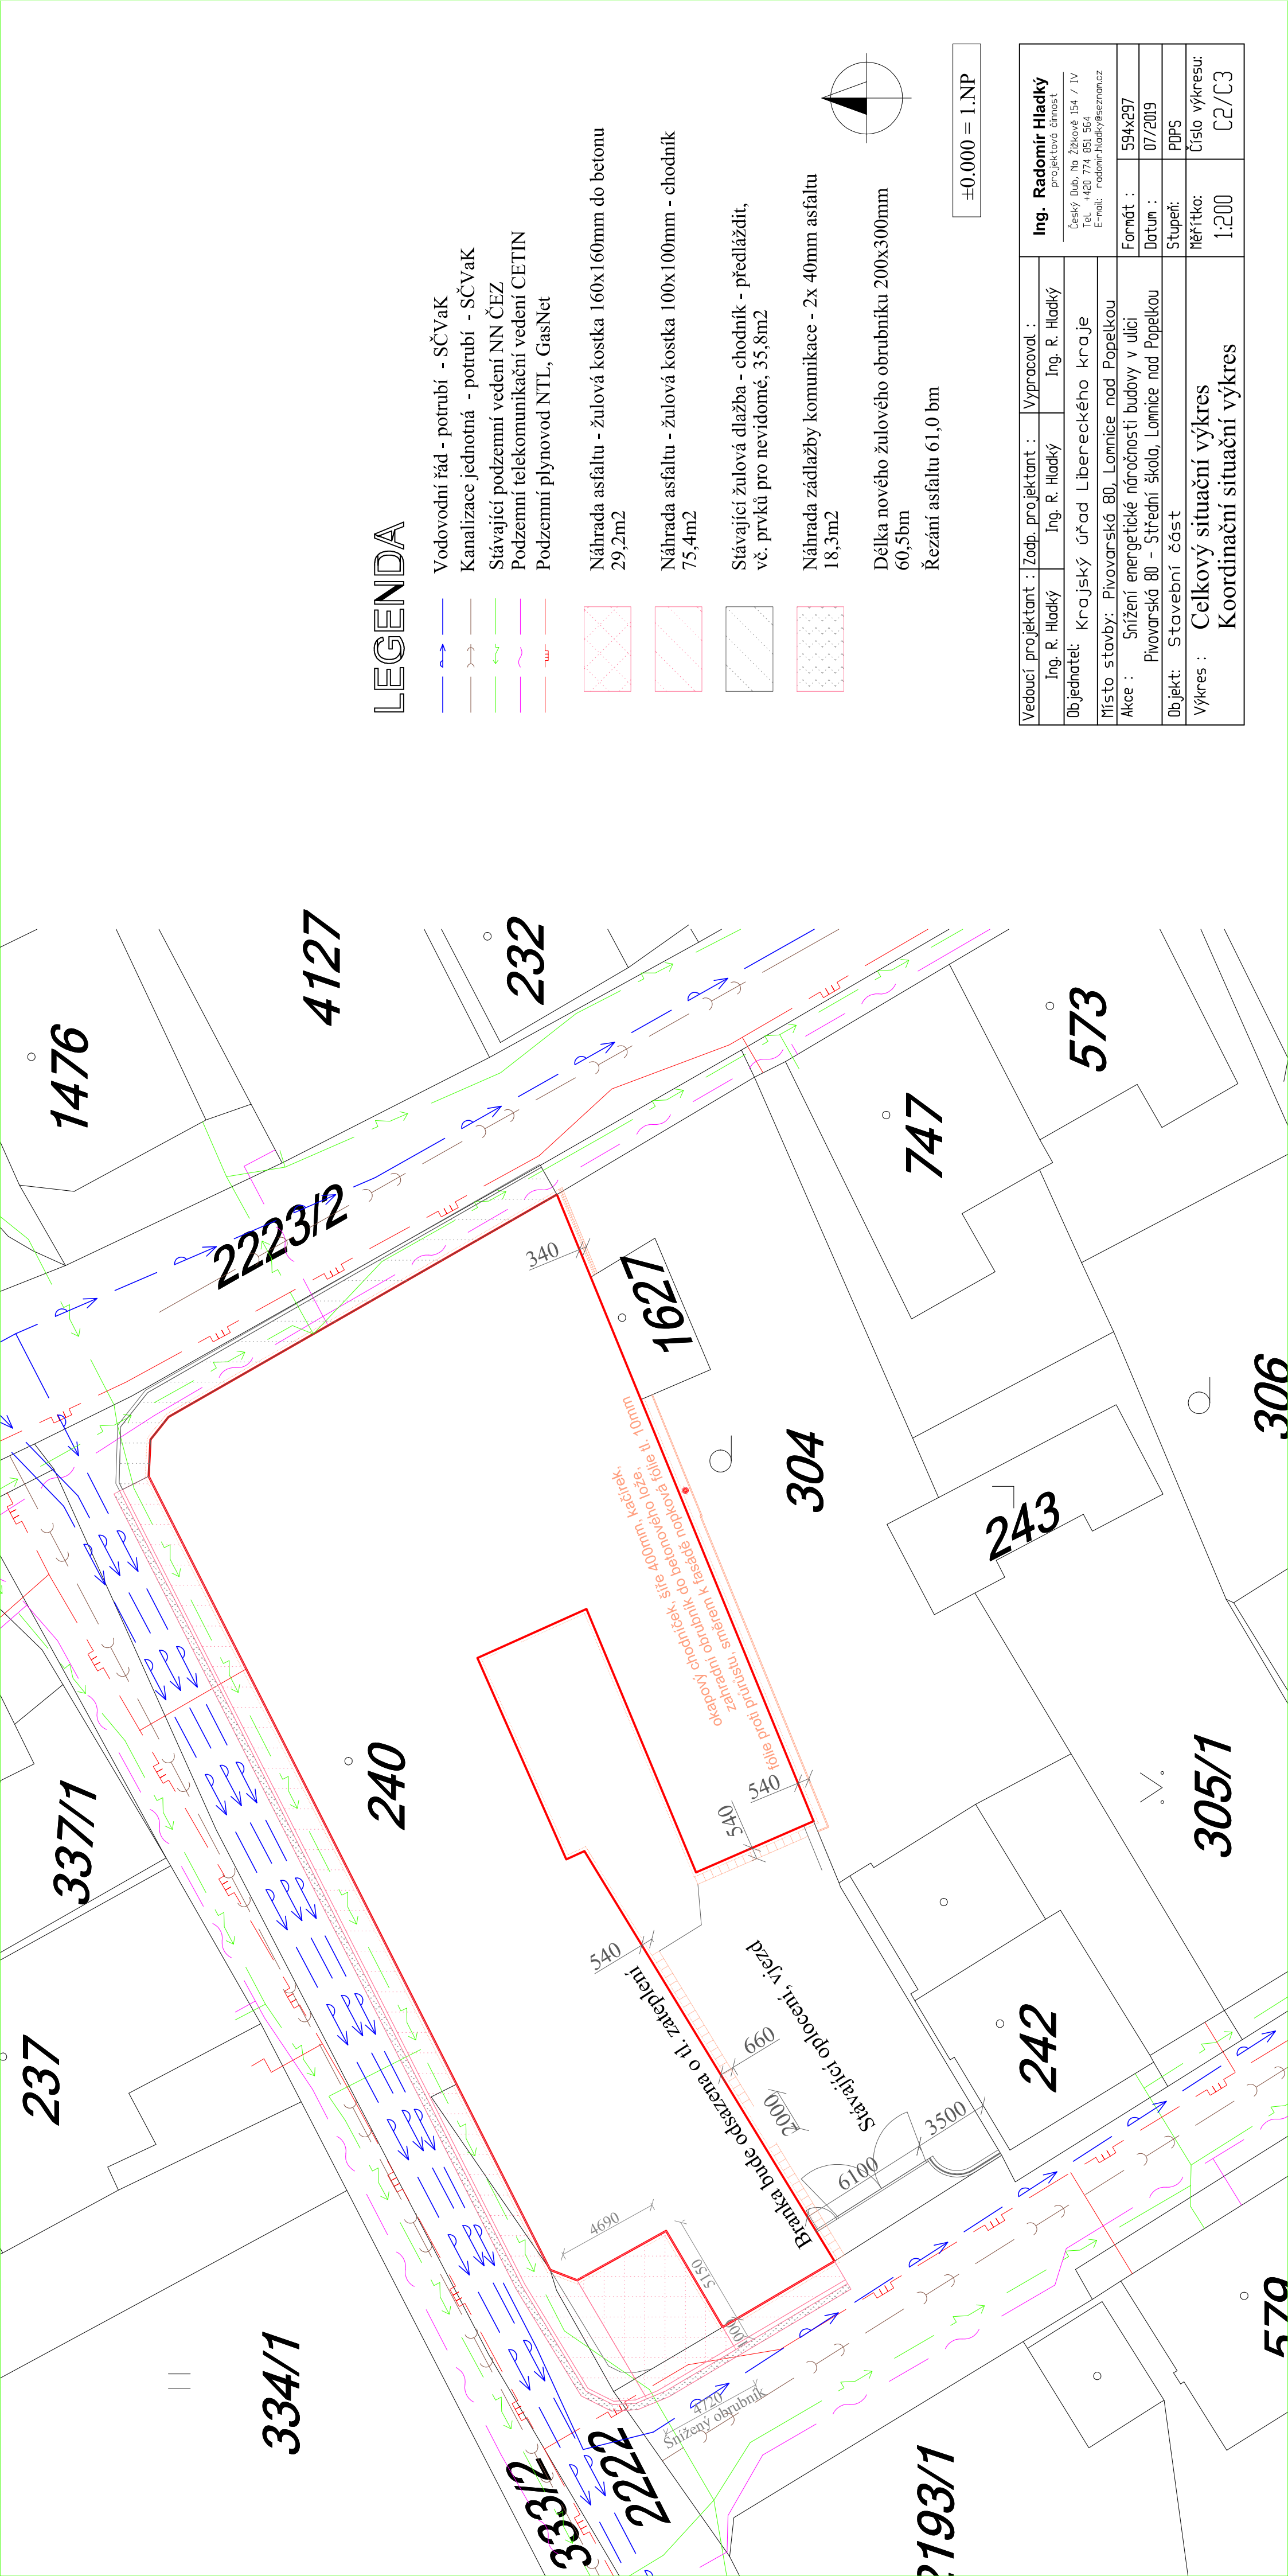 LEGENDA
Vodovodní řád - potrubí - SČVaK
Kanalizace jednotná - potrubí - SČVaK
Stávající podzemní vedení NN ČEZ
Podzemní telekomunikační vedení CETIN
Podzemní plynovod NTL, GasNet
Náhrada asfaltu - žulová kostka 160x160mm do betonu
29,2m2
Náhrada asfaltu - žulová kostka 100x100mm - chodník
75,4m2
Stávající žulová dlažba - chodník - předláždit,
vč. prvků pro nevidomé, 35,8m2
Náhrada zádlažby komunikace - 2x 40mm asfaltu
18,3m2
Délka nového žulového obrubníku 200x300mm
60,5bm
Řezání asfaltu 61,0 bm
±0.000 = 1.NP
Vedoucí projektant :
Zodp. projektant :
Vypracoval :
Ing. R. Hladký
Ing. R. Hladký
Ing. R. Hladký
Ing. Radomír Hladký
projektová činnost
Český Dub, Na Žižkově 154 / IV
Tel. +420 774 851 564
E-mail: radomir.hladky@seznam.cz
Objednatel: Krajský úřad Libereckého kraje
Místo stavby: Pivovarská 80, Lomnice nad Popelkou
Akce : Snížení energetické náročnosti budovy v ulici
Pivovarská 80 - Střední škola, Lomnice nad Popelkou
Formát : 594x297
Datum : 07/2019
Objekt: Stavební část
Stupeň: PDPS
Výkres : Celkový situační výkres
Koordinační situační výkres
Měřítko:
1:200
Číslo výkresu:
C2/C3
1476
4127
232
2223/2
340
1627
747
573
304
306
243
okapový chodníček, šíře 400mm, kačírek,
zahradní obrubník do betonového lože,
fólie proti prúrustu, směrem k fasádě nopková fólie tl. 10mm
240
337/1
305/1
540
540
540
237
Branka bude odsazena o tl. zateplení
Stávající oplocení, vjezd
660
2000
6100
3500
242
4690
5150
1000
4720
Snížený obrubník
334/1
333/2
2222
2193/1
579